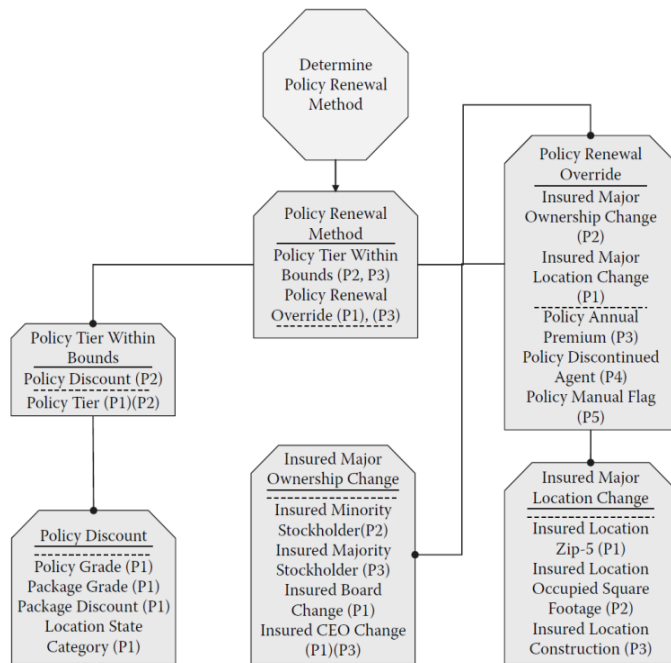 Determine
Policy Renewal
Method
Policy Renewal
Method
Policy Tier Within
Bounds (P2, P3)
Policy Renewal
Override (P1), (P3)
Policy Renewal
Override
Insured Major
Ownership Change
(P2)
Insured Major
Location Change
(P1)
Policy Annual
Premium
(P3)
Policy Discontinued
Agent (P4)
Policy Manual Flag
(P5)
Policy Tier Within
Bounds
Policy Discount (P2)
Policy Tier (P1)(P2)
Policy Discount
Policy Grade (P1)
Package Grade (P1)
Package Discount (P1)
Location State
Category (P1)
Insured Major
Ownership Change
Insured Minority
Stockholder(P2)
Insured Majority
Stockholder (P3)
Insured Board
Change (P1)
Insured CEO Change
(P1)(P3)
Insured Major
Location Change
Insured Location
Zip-5 (P1)
Insured Location
Occupied Square
Footage (P2)
Insured Location
Construction (P3)